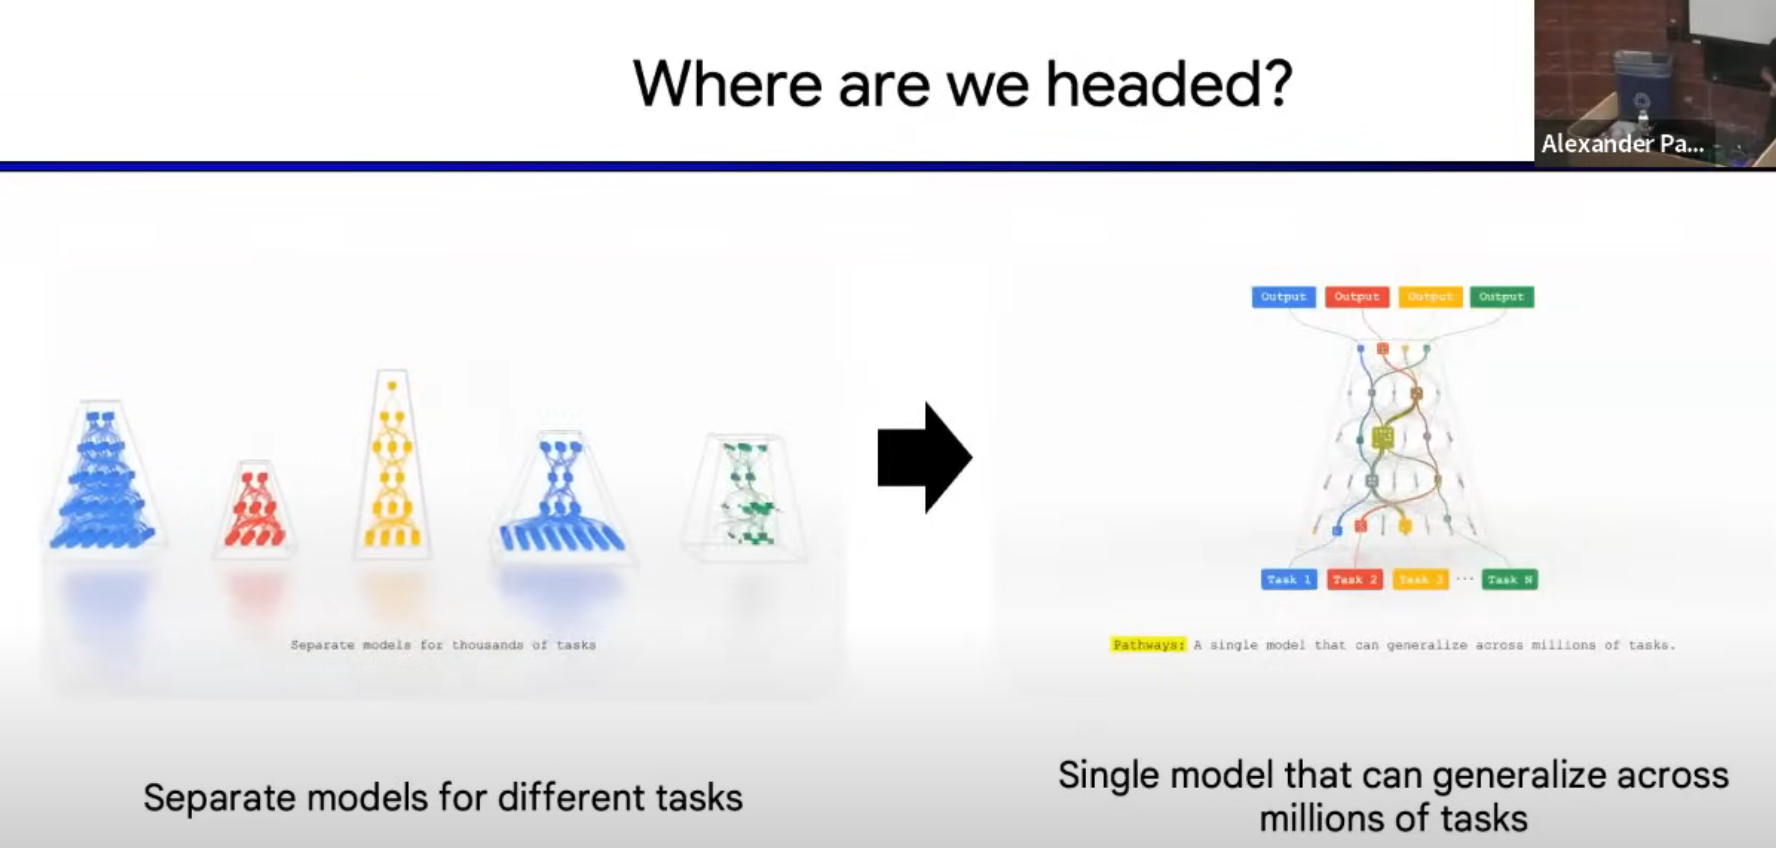 Where are we headed?
Alexander Pa...
Output Output Output Output
Task 1 Task 2 Task 3 ... Task N
Separate models for thousands of tasks
Pathways: A single model that can generalize across millions of tasks.
Separate models for different tasks
Single model that can generalize across
millions of tasks